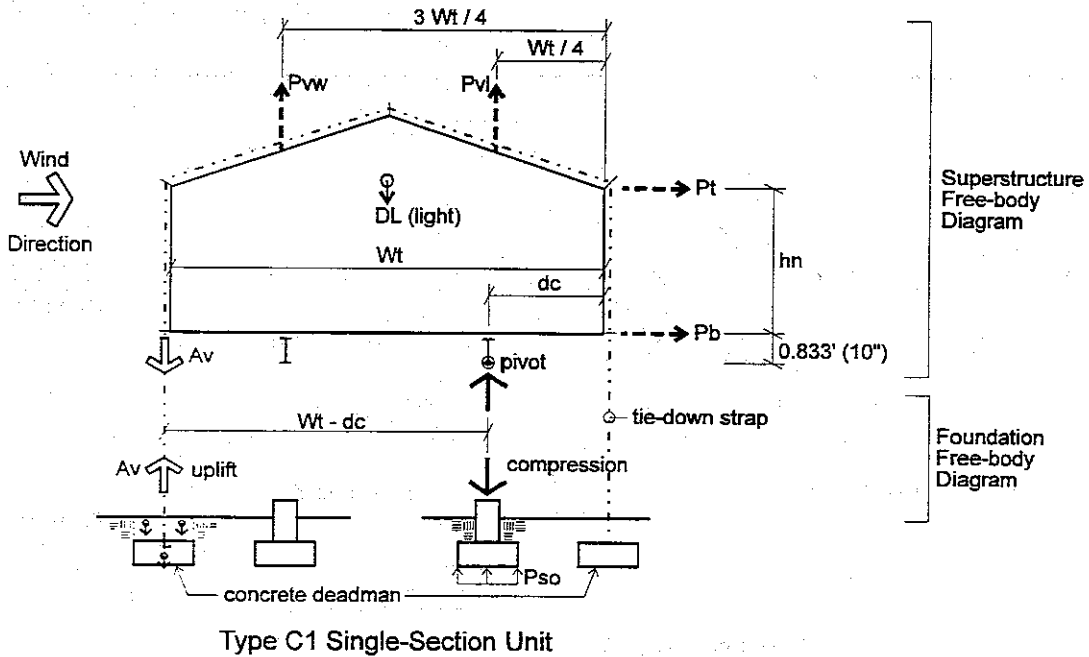 3 Wt / 4
Wt / 4
Pvw
Pvl
Wind
Direction
DL (light)
Pt
Wt
hn
dc
Pb
0.833' (10")
Superstructure
Free-body
Diagram
Av
pivot
Wt - dc
tie-down strap
Av
uplift
compression
Foundation
Free-body
Diagram
Pso
concrete deadman
Type C1 Single-Section Unit